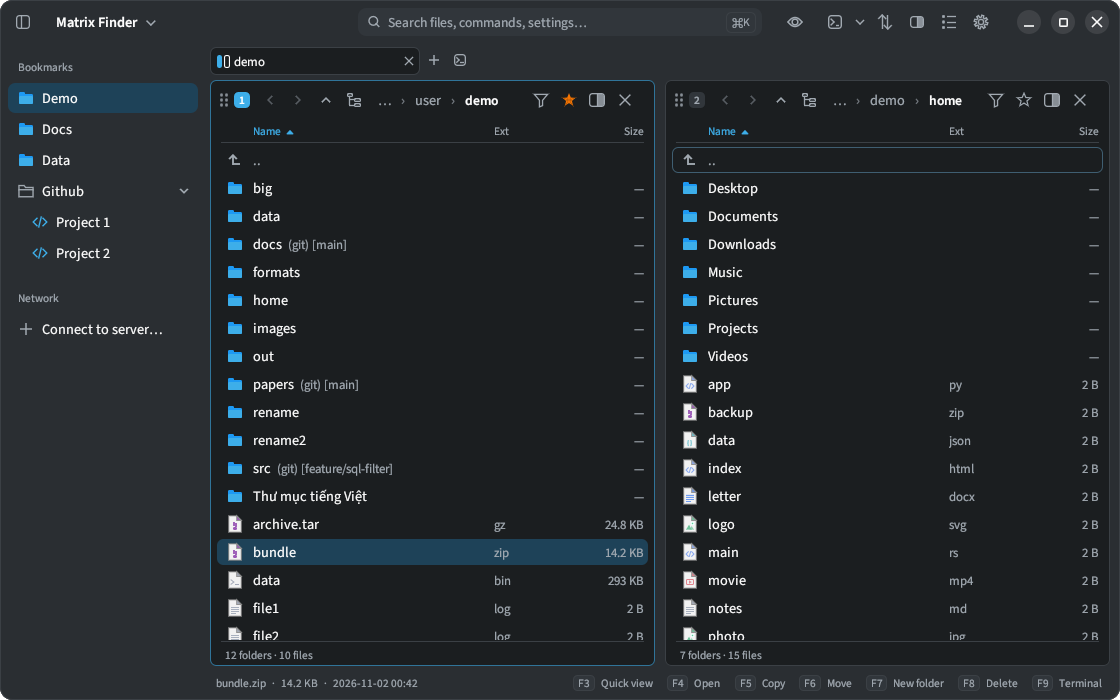 Matrix Finder
Search files, commands, settings… ⌘K
Bookmarks
Demo
Docs
Data
Github
Project 1
Project 2
Network
Connect to server…
demo
1 … › user › demo
Name Ext Size
..
big —
data —
docs (git) [main] —
formats —
home —
images —
out —
papers (git) [main] —
rename —
rename2 —
src (git) [feature/sql-filter] —
Thư mục tiếng Việt —
archive.tar gz 24.8 KB
bundle zip 14.2 KB
data bin 293 KB
file1 log 2 B
file2 log 2 B
12 folders · 10 files
2 … › demo › home
Name Ext Size
..
Desktop —
Documents —
Downloads —
Music —
Pictures —
Projects —
Videos —
app py 2 B
backup zip 2 B
data json 2 B
index html 2 B
letter docx 2 B
logo svg 2 B
main rs 2 B
movie mp4 2 B
notes md 2 B
photo jpg 2 B
7 folders · 15 files
bundle.zip · 14.2 KB · 2026-11-02 00:42
F3 Quick view F4 Open F5 Copy F6 Move F7 New folder F8 Delete F9 Terminal